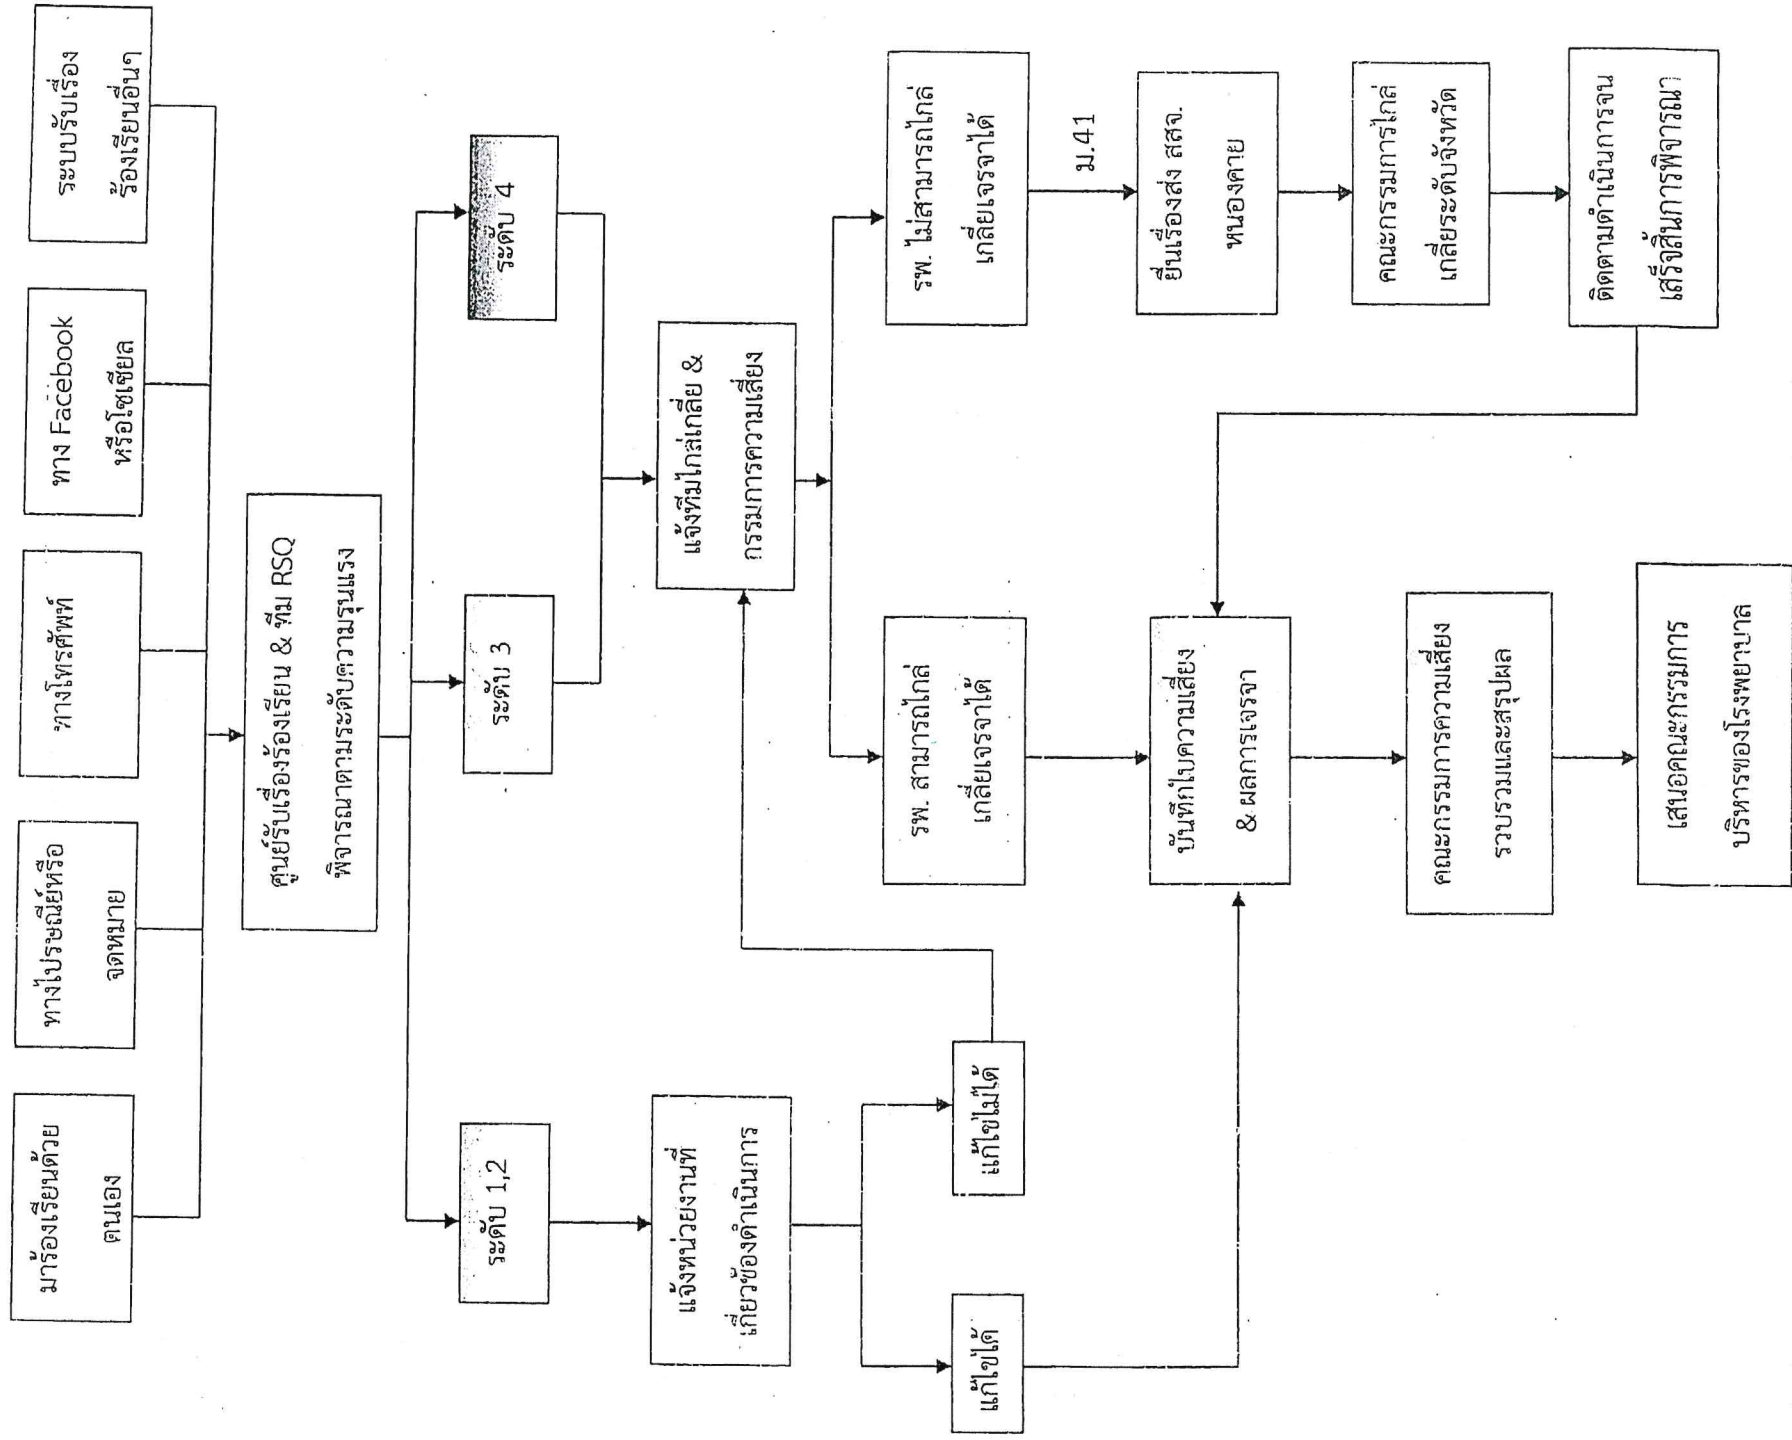 มาร้องเรียนด้วย
ตนเอง
ทางไปรษณีย์หรือ
จดหมาย
ทางโทรศัพท์
ทาง Facebook
หรือโซเชียล
ระบบรับเรื่อง
ร้องเรียนอื่นๆ
ศูนย์รับเรื่องร้องเรียน & ทีม RSQ
พิจารณาตามระดับความรุนแรง
ระดับ 1,2
ระดับ 3
ระดับ 4
แจ้งหน่วยงานที่
เกี่ยวข้องดำเนินการ
แจ้งทีมไกล่เกลี่ย &
กรรมการความเสี่ยง
แก้ไขได้
แก้ไขไม่ได้
รพ. สามารถไกล่
เกลี่ยเจรจาได้
รพ. ไม่สามารถไกล่
เกลี่ยเจรจาได้
ม.41
บันทึกใบความเสี่ยง
& ผลการเจรจา
ยื่นเรื่องส่ง สสจ.
หนองคาย
คณะกรรมการความเสี่ยง
รวบรวมและสรุปผล
คณะกรรมการไกล่
เกลี่ยระดับจังหวัด
เสนอคณะกรรมการ
บริหารของโรงพยาบาล
ติดตามดำเนินการจน
เสร็จสิ้นการพิจารณา